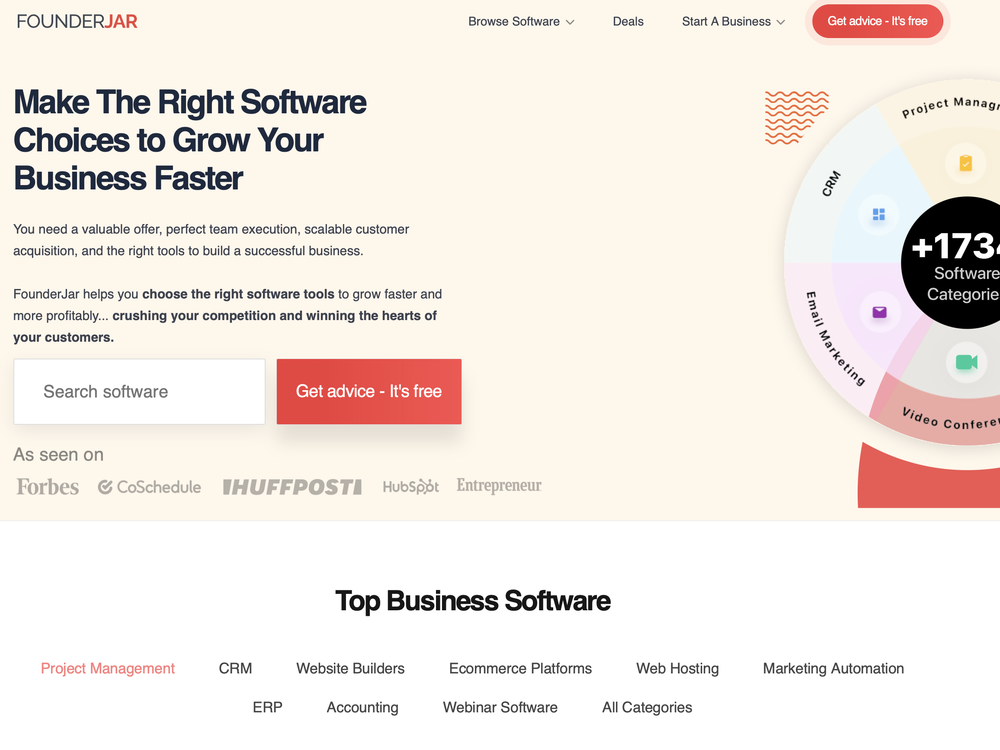 FOUNDERJAR
Browse Software
Deals
Start A Business
Get advice - It's free
Make The Right Software
Choices to Grow Your
Business Faster
You need a valuable offer, perfect team execution, scalable customer
acquisition, and the right tools to build a successful business.
FounderJar helps you choose the right software tools to grow faster and
more profitably... crushing your competition and winning the hearts of
your customers.
Search software
Get advice - It's free
As seen on
Forbes
CoSchedule
HUFFPOST
HubSpot
Entrepreneur
Project Manag
CRM
+173
Software
Categorie
Email Marketing
Video Confere
Top Business Software
Project Management
CRM
Website Builders
Ecommerce Platforms
Web Hosting
Marketing Automation
ERP
Accounting
Webinar Software
All Categories